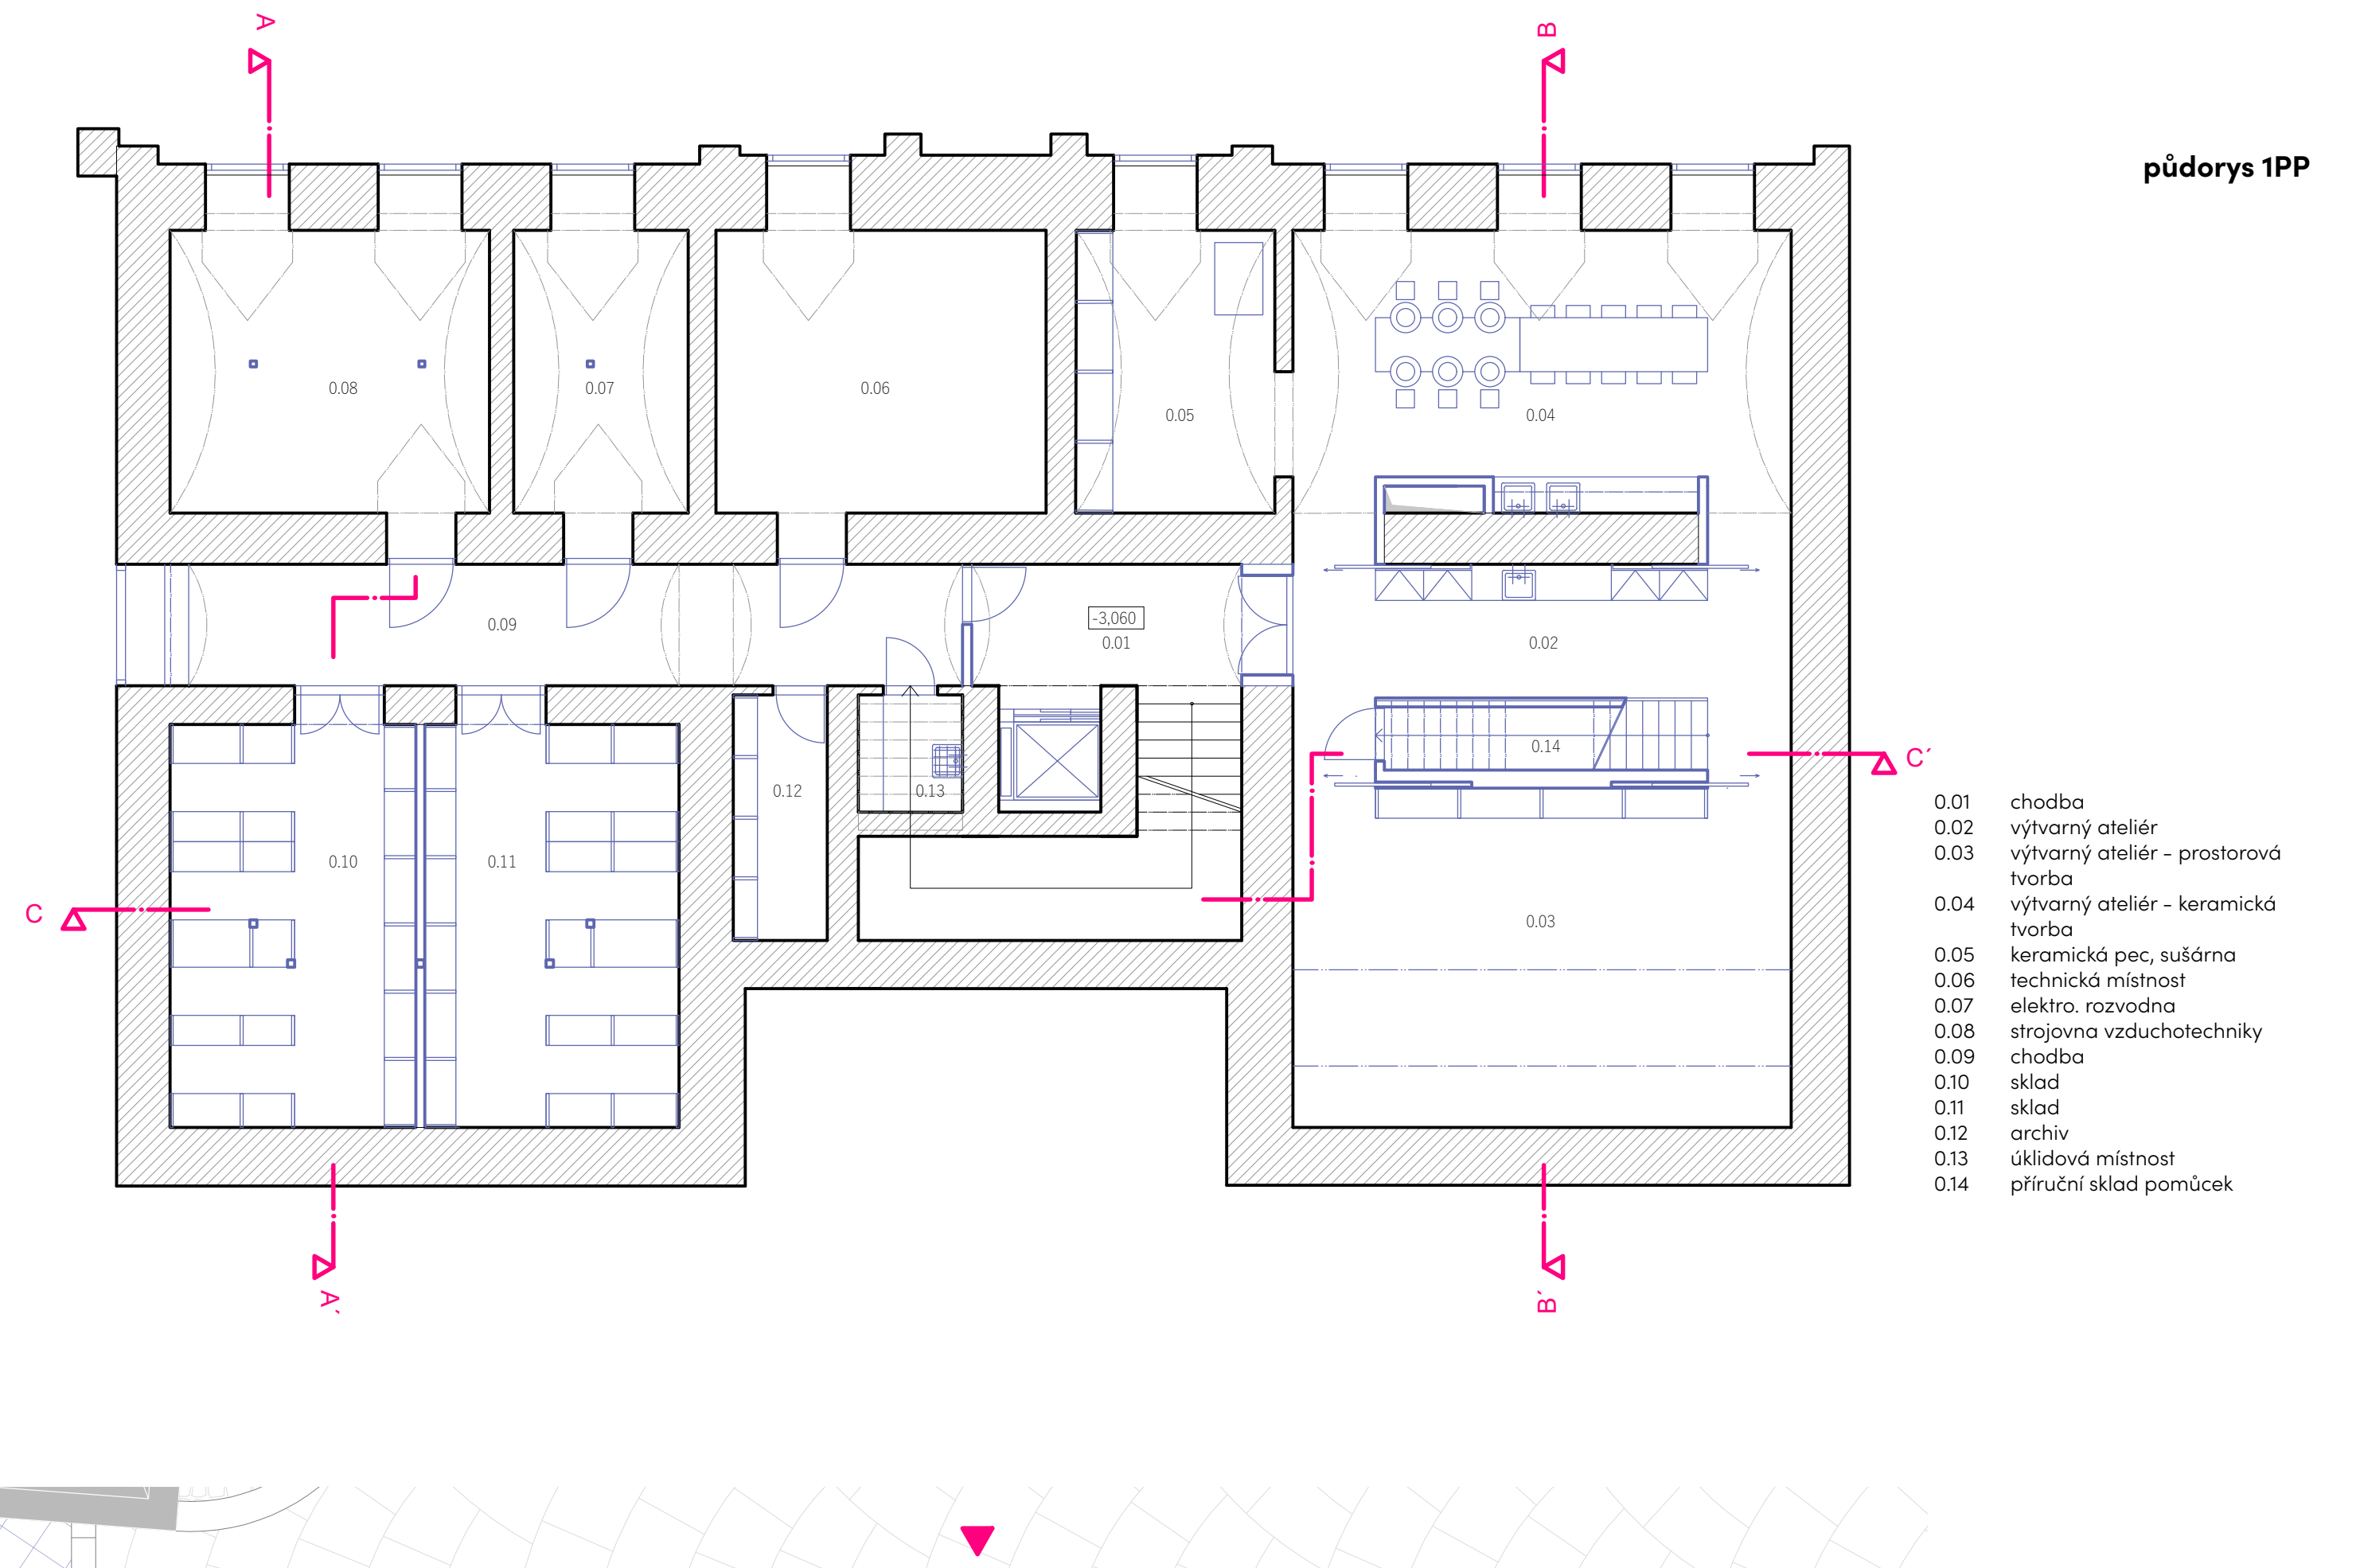 A
B
půdorys 1PP
0.08
0.07
0.06
0.05
0.04
0.09
-3,060
0.01
0.02
0.14
0.12
0.13
0.10
0.11
0.03
C
C´
A´
B´
0.01 chodba
0.02 výtvarný ateliér
0.03 výtvarný ateliér - prostorová
tvorba
0.04 výtvarný ateliér - keramická
tvorba
0.05 keramická pec, sušárna
0.06 technická místnost
0.07 elektro. rozvodna
0.08 strojovna vzduchotechniky
0.09 chodba
0.10 sklad
0.11 sklad
0.12 archiv
0.13 úklidová místnost
0.14 příruční sklad pomůcek